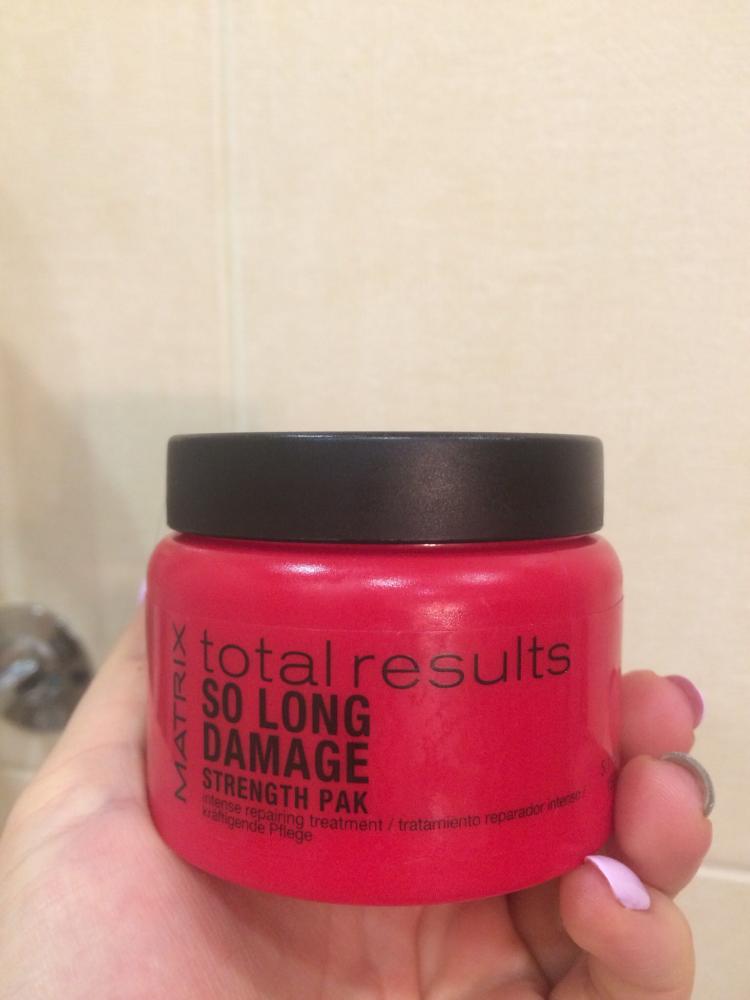 MATRIX
total results
SO LONG
DAMAGE
STRENGTH PAK
intense repairing treatment / tratamiento reparador intenso /
kräftigende Pflege